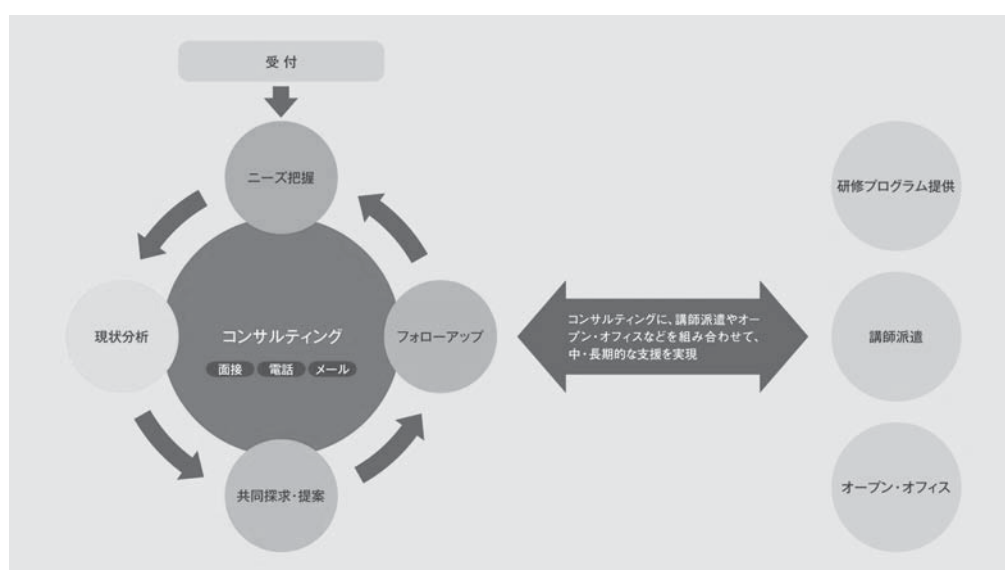 受付
ニーズ把握
現状分析
コンサルティング
面接 電話 メール
フォローアップ
共同探求・提案
コンサルティングに、講師派遣やオー
プン・オフィスなどを組み合わせて、
中・長期的な支援を実現
研修プログラム提供
講師派遣
オープン・オフィス